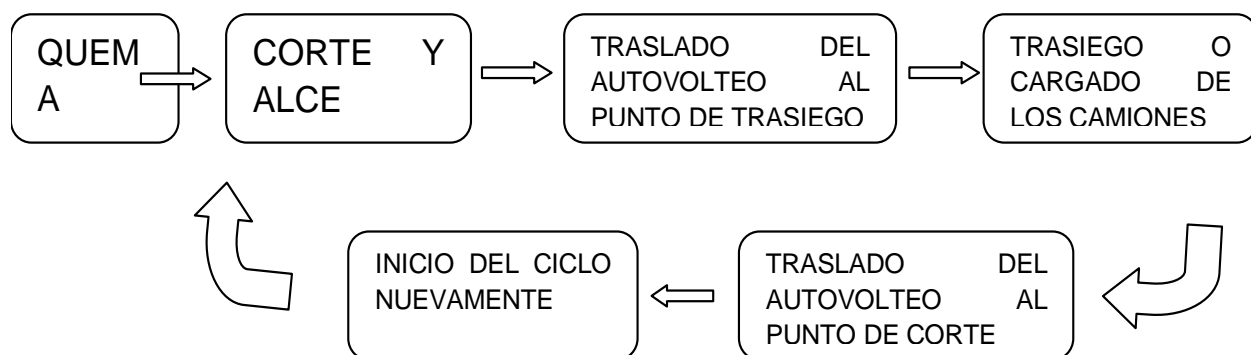 QUEM
A
CORTE Y
ALCE
TRASLADO DEL
AUTOVOLTEO AL
PUNTO DE TRASIEGO
TRASIEGO O
CARGADO DE
LOS CAMIONES
INICIO DEL CICLO
NUEVAMENTE
TRASLADO DEL
AUTOVOLTEO AL
PUNTO DE CORTE